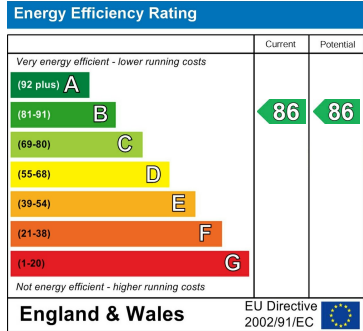 Energy Efficiency Rating
Current Potential
Very energy efficient - lower running costs
(92 plus) A
(81-91) B 86 86
(69-80) C
(55-68) D
(39-54) E
(21-38) F
(1-20) G
Not energy efficient - higher running costs
England & Wales
EU Directive
2002/91/EC